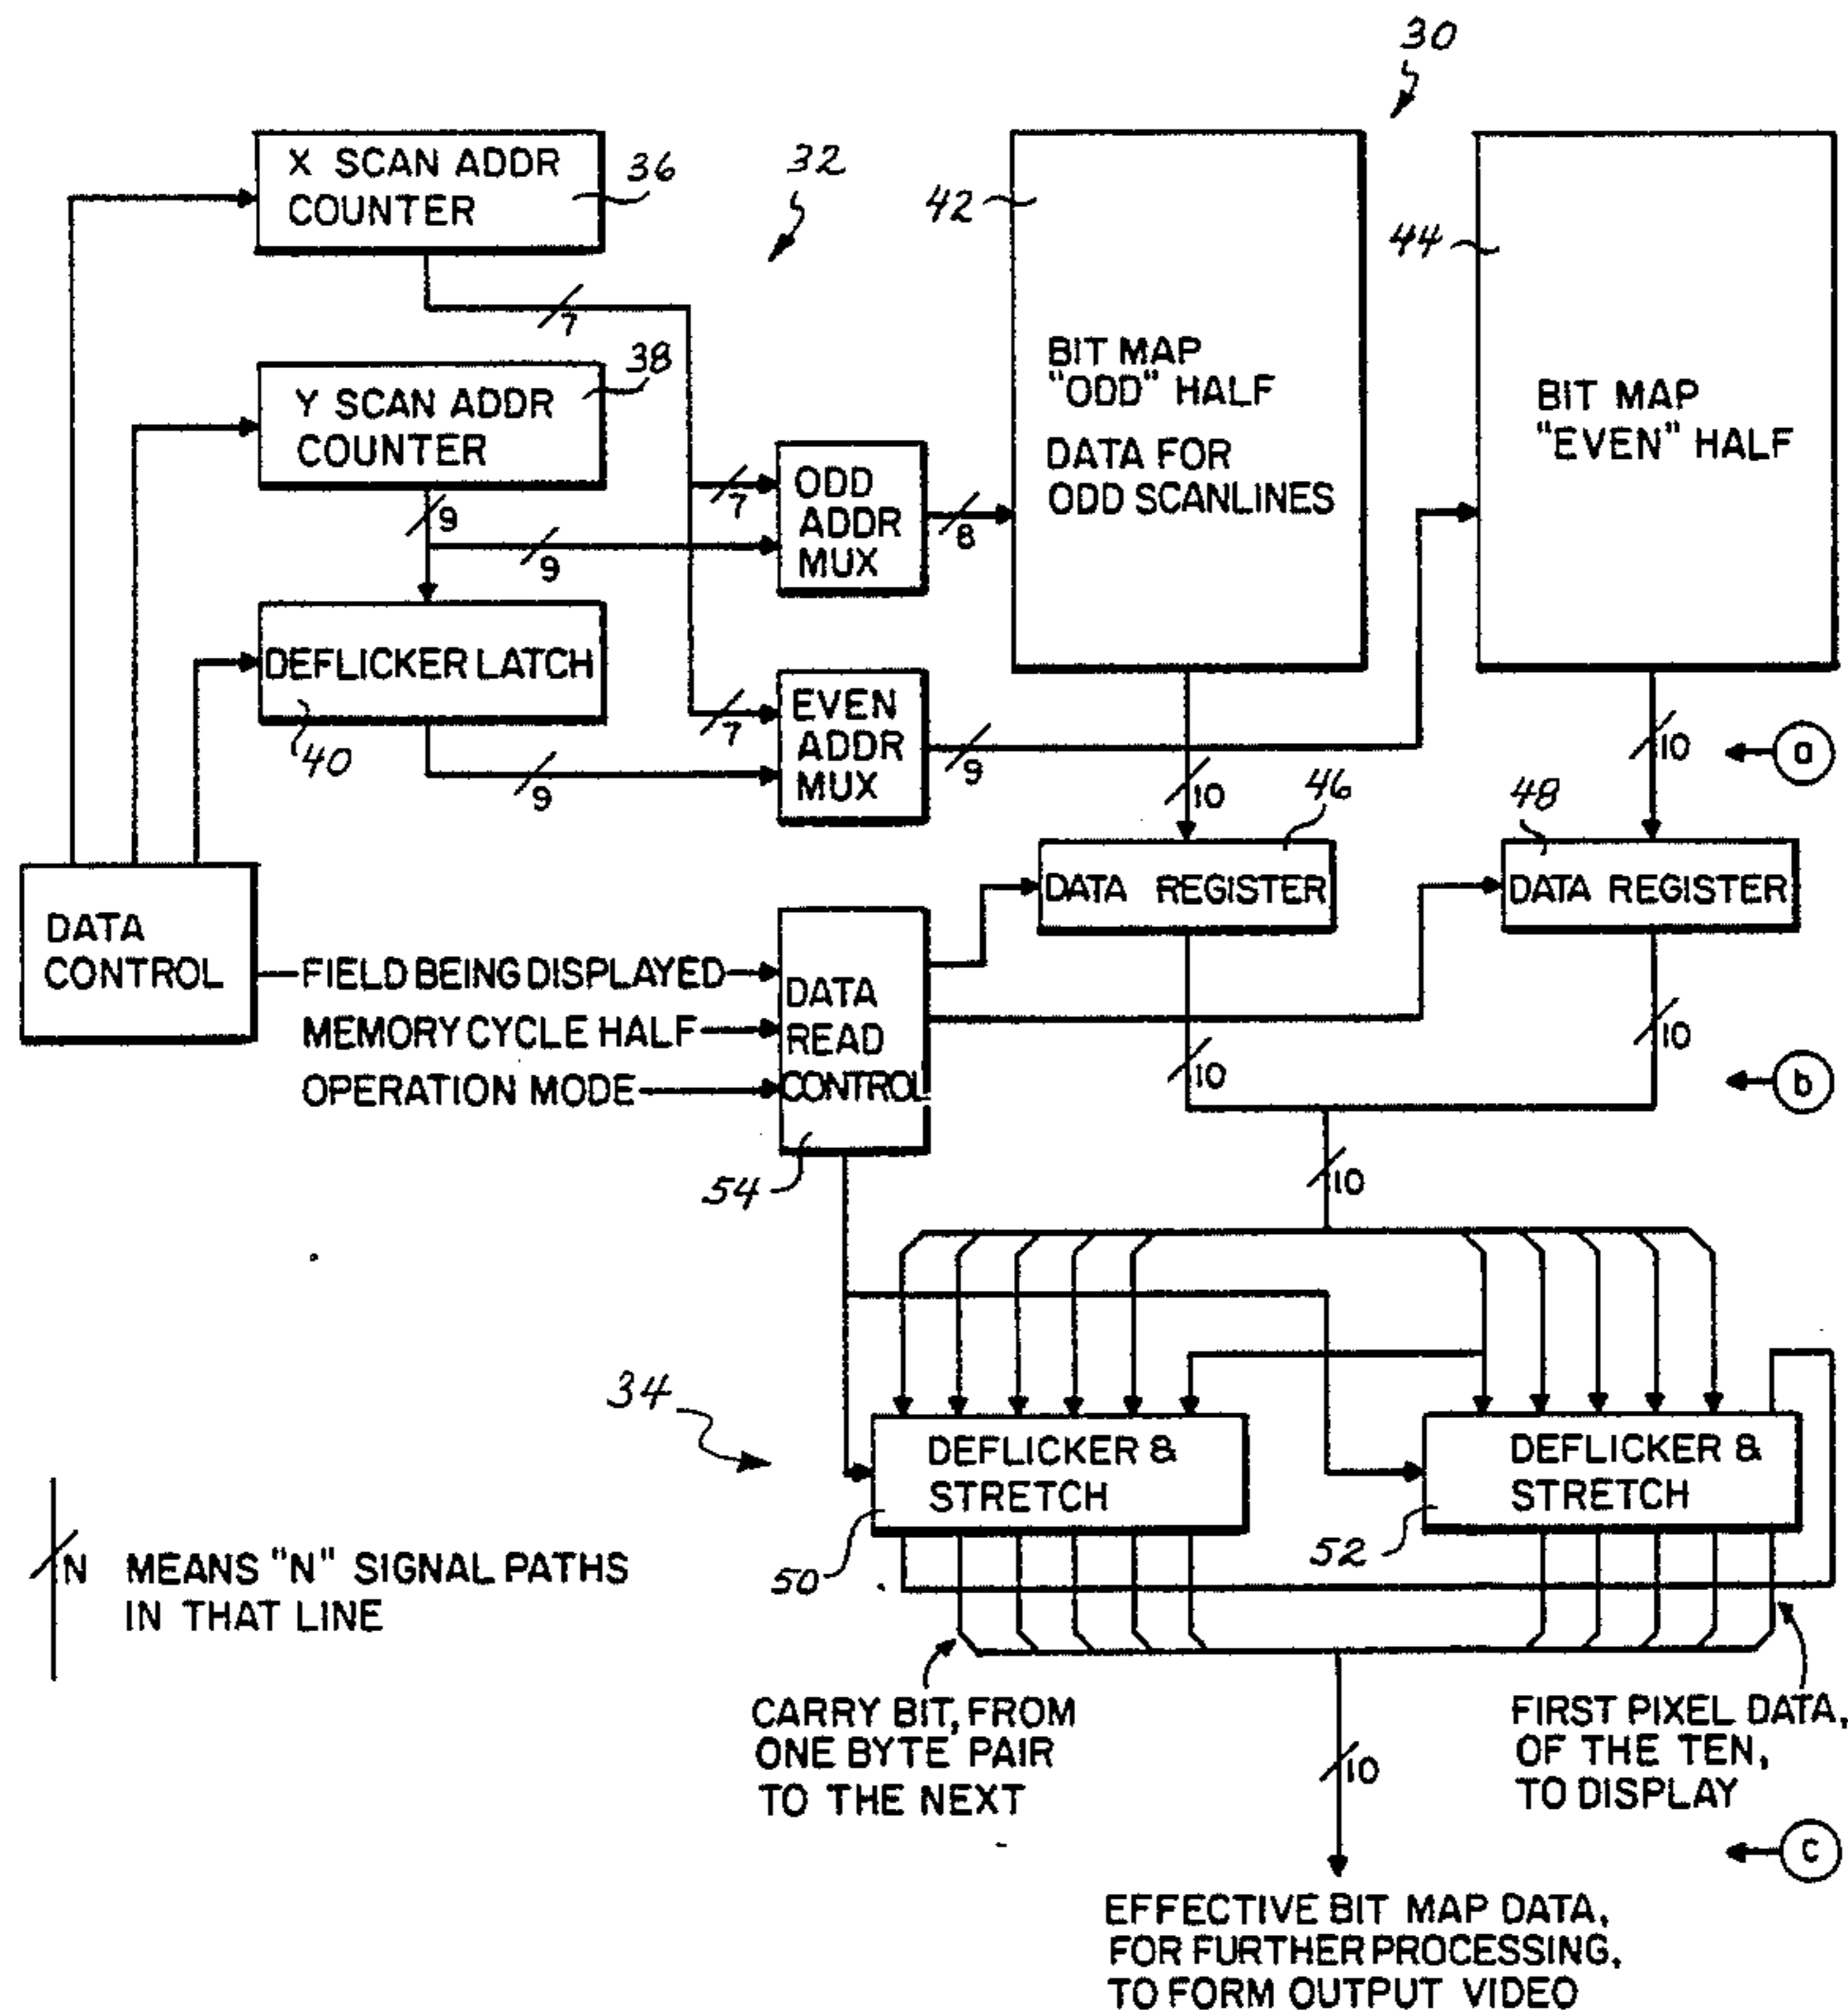 30
X SCAN ADDR
COUNTER
36
32
42
44
7
38
Y SCAN ADDR
COUNTER
BIT MAP
"ODD" HALF
DATA FOR
ODD SCANLINES
BIT MAP
"EVEN" HALF
9
7
ODD
ADDR
MUX
8
9
DEFLICKER LATCH
40
7
EVEN
ADDR
MUX
9
9
10
10
a
46
48
DATA REGISTER
DATA REGISTER
DATA
CONTROL
FIELD BEING DISPLAYED
MEMORY CYCLE HALF
OPERATION MODE
DATA
READ
CONTROL
54
10
10
b
10
34
DEFLICKER &
STRETCH
50
DEFLICKER &
STRETCH
52
N MEANS "N" SIGNAL PATHS
IN THAT LINE
CARRY BIT, FROM
ONE BYTE PAIR
TO THE NEXT
10
FIRST PIXEL DATA,
OF THE TEN,
TO DISPLAY
c
EFFECTIVE BIT MAP DATA,
FOR FURTHER PROCESSING,
TO FORM OUTPUT VIDEO